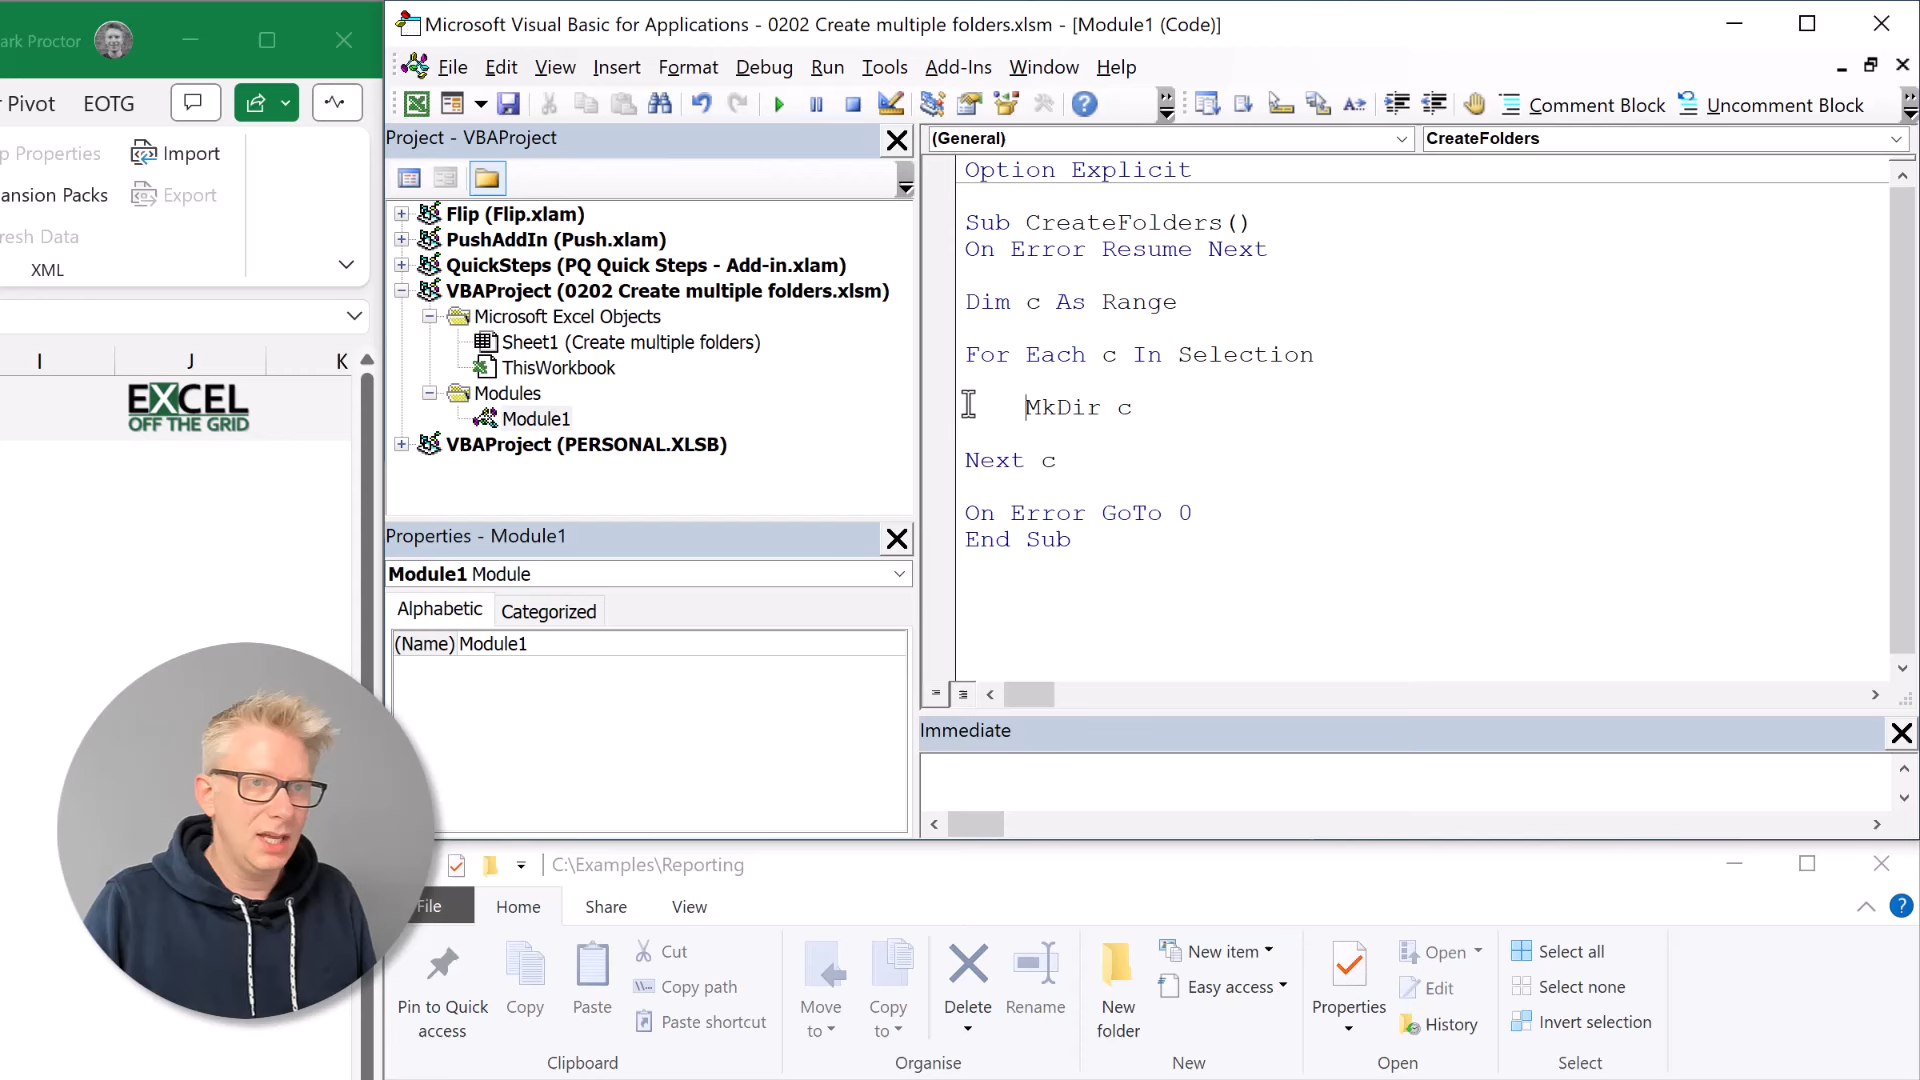 ark Proctor
Pivot
EOTG
p Properties
Import
ansion Packs
Export
resh Data
XML
I
J
K
EXCEL
OFF THE GRID
Microsoft Visual Basic for Applications - 0202 Create multiple folders.xlsm - [Module1 (Code)]
File Edit View Insert Format Debug Run Tools Add-Ins Window Help
Comment Block
Uncomment Block
Project - VBAProject
Flip (Flip.xlam)
PushAddIn (Push.xlam)
QuickSteps (PQ Quick Steps - Add-in.xlam)
VBAProject (0202 Create multiple folders.xlsm)
Microsoft Excel Objects
Sheet1 (Create multiple folders)
ThisWorkbook
Modules
Module1
VBAProject (PERSONAL.XLSB)
Properties - Module1
Module1 Module
Alphabetic
Categorized
(Name) Module1
(General)
CreateFolders
Option Explicit
Sub CreateFolders()
On Error Resume Next
Dim c As Range
For Each c In Selection
MkDir c
Next c
On Error GoTo 0
End Sub
Immediate
C:\Examples\Reporting
File
Home
Share
View
Pin to Quick
access
Copy
Paste
Cut
Copy path
Paste shortcut
Clipboard
Move
to
Copy
to
Delete
Rename
Organise
New
folder
New item
Easy access
New
Properties
Open
Edit
History
Open
Select all
Select none
Invert selection
Select